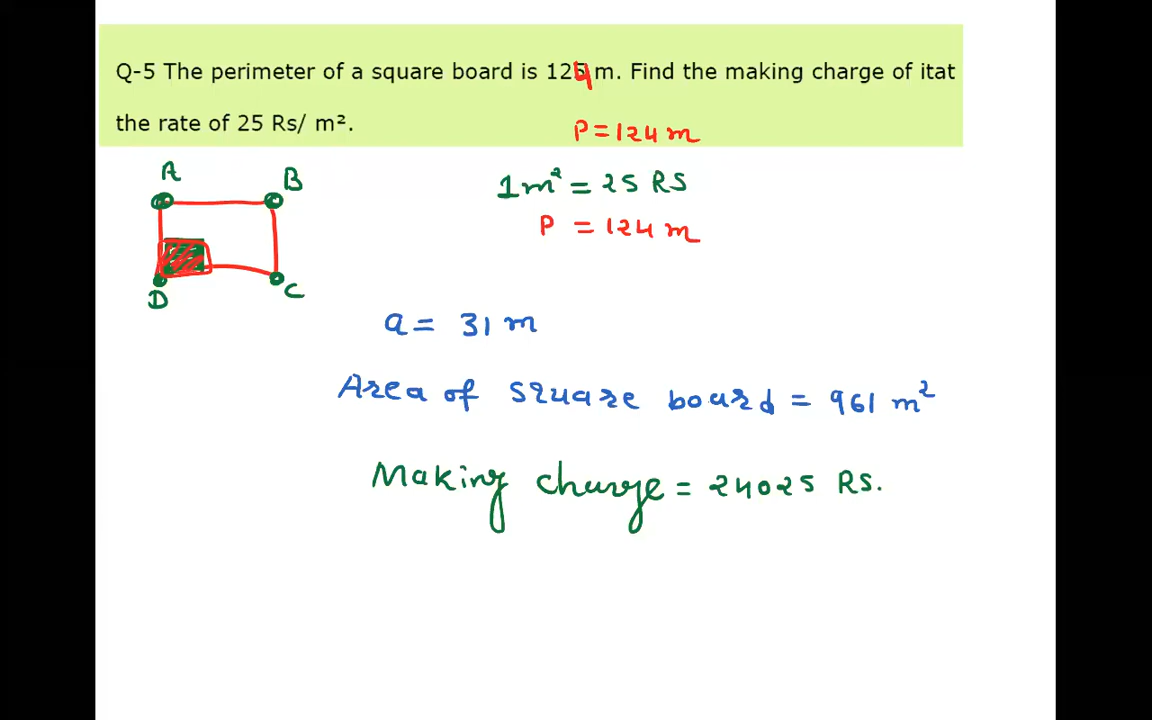 Q-5 The perimeter of a square board is 124 m. Find the making charge of itat
the rate of 25 Rs/ m².
P = 124 m
A
B
1m² = 25 RS
P = 124 m
D
C
a = 31 m
Area of square board = 961 m²
Making charge = 24025 RS.